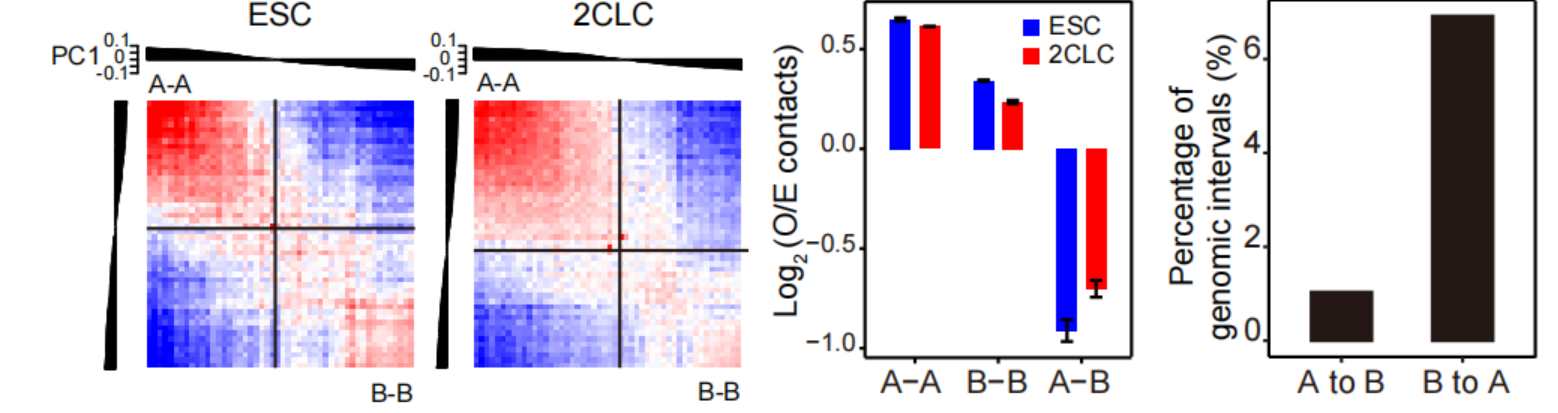 ESC
2CLC
PC1
0.1
0
-0.1
0.1
0
-0.1
A-A
A-A
B-B
B-B
Log2 (O/E contacts)
0.5
0.0
−0.5
−1.0
ESC
2CLC
A−A
B−B
A−B
Percentage of
genomic intervals (%)
6
4
2
0
A to B
B to A